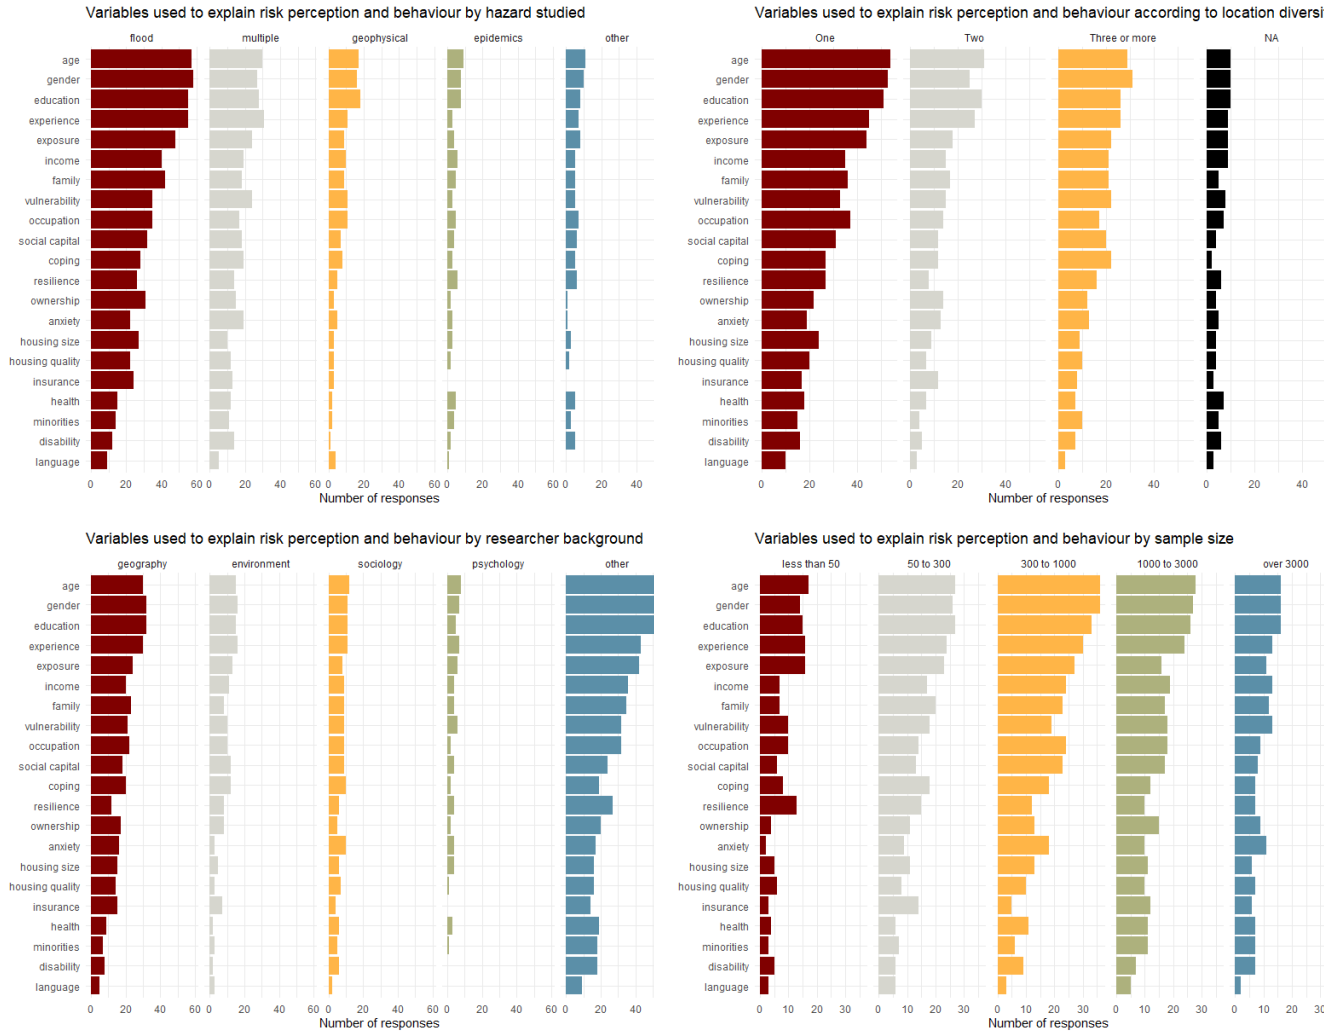 Variables used to explain risk perception and behaviour by hazard studied
flood multiple geophysical epidemics other
age
gender
education
experience
exposure
income
family
vulnerability
occupation
social capital
coping
resilience
ownership
anxiety
housing size
housing quality
insurance
health
minorities
disability
language
0 20 40 60 0 20 40 60 0 20 40 60 0 20 40 60 0 20 40 60
Number of responses
Variables used to explain risk perception and behaviour according to location diversi
One Two Three or more NA
age
gender
education
experience
exposure
income
family
vulnerability
occupation
social capital
coping
resilience
ownership
anxiety
housing size
housing quality
insurance
health
minorities
disability
language
0 20 40 0 20 40 0 20 40 0 20 40
Number of responses
Variables used to explain risk perception and behaviour by researcher background
geography environment sociology psychology other
age
gender
education
experience
exposure
income
family
vulnerability
occupation
social capital
coping
resilience
ownership
anxiety
housing size
housing quality
insurance
health
minorities
disability
language
0 20 40 0 20 40 0 20 40 0 20 40 0 20 40
Number of responses
Variables used to explain risk perception and behaviour by sample size
less than 50 50 to 300 300 to 1000 1000 to 3000 over 3000
age
gender
education
experience
exposure
income
family
vulnerability
occupation
social capital
coping
resilience
ownership
anxiety
housing size
housing quality
insurance
health
minorities
disability
language
0 10 20 30 0 10 20 30 0 10 20 30 0 10 20 30 0 10 20 30
Number of responses